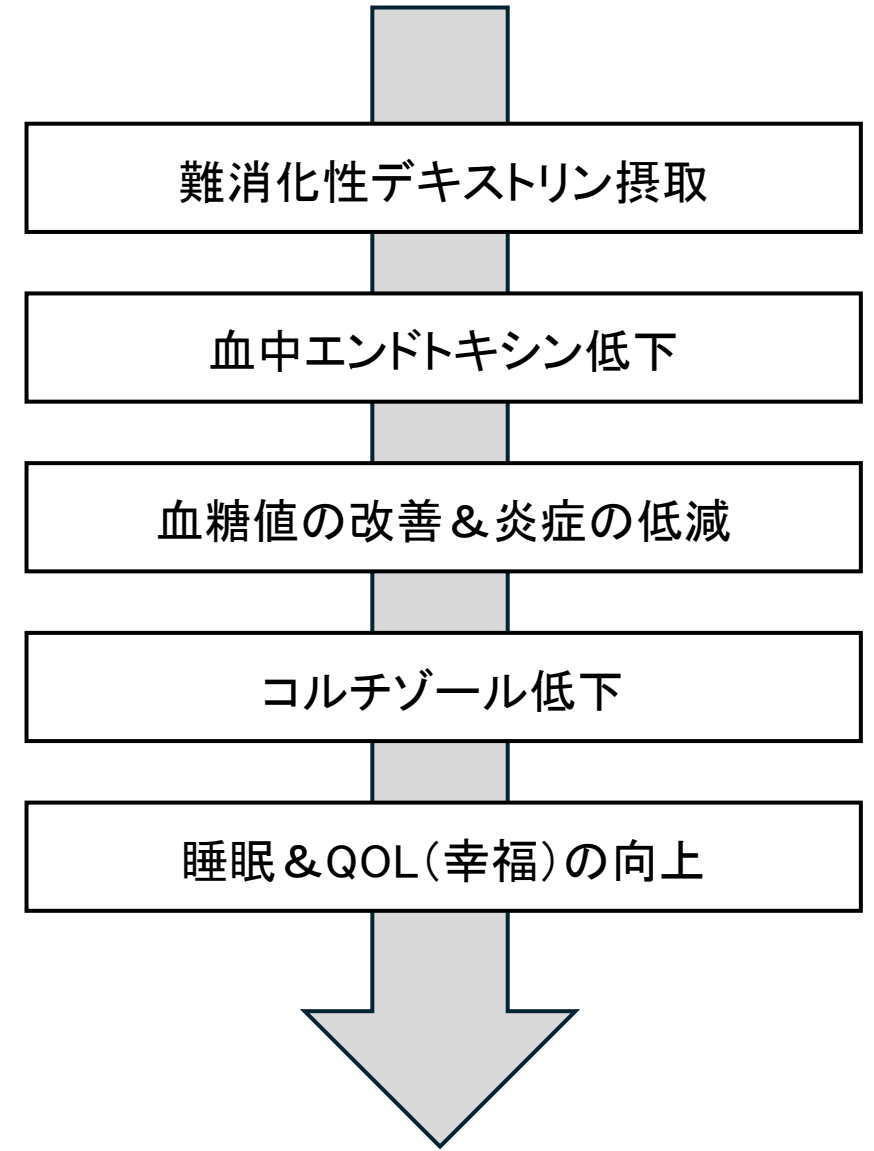 難消化性デキストリン摂取
血中エンドトキシン低下
血糖値の改善＆炎症の低減
コルチゾール低下
睡眠＆QOL（幸福）の向上